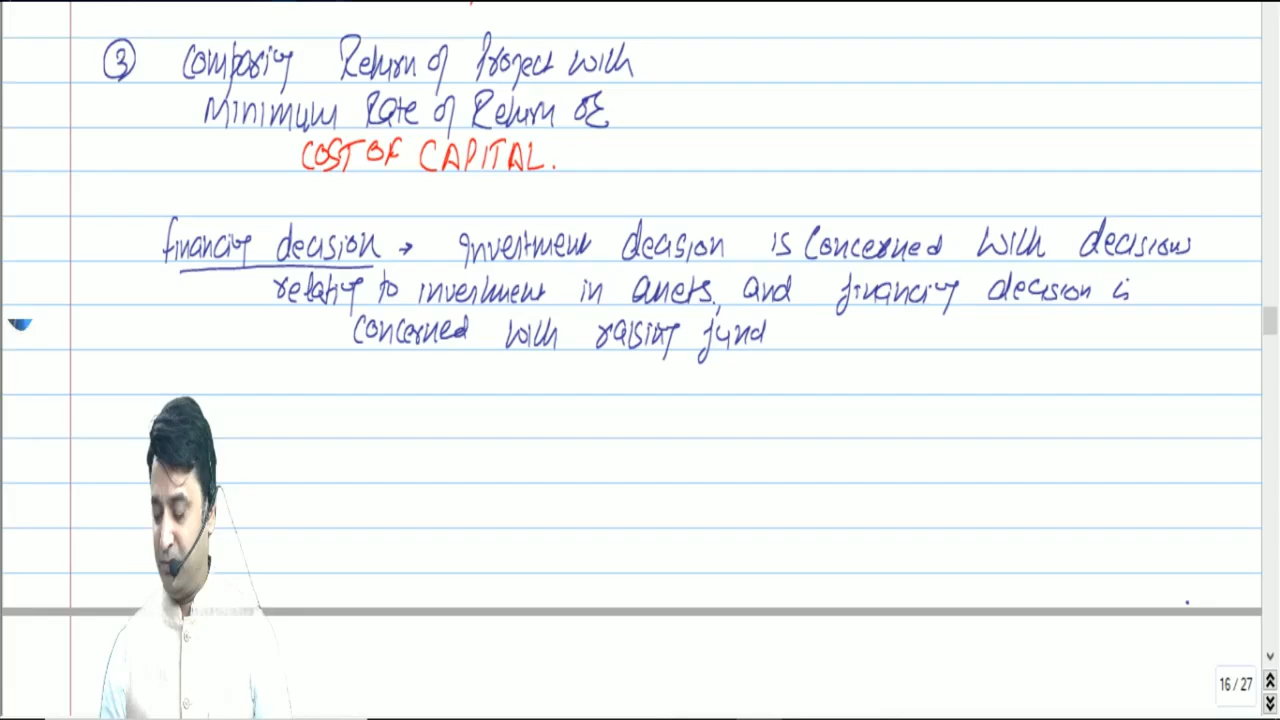 ③ Comparing Return of Project with
Minimum Rate of Return or
COST OF CAPITAL.
financing decision → investment decision is concerned with decisions
relating to investment in assets, and financing decision is
concerned with raising fund
16 / 27